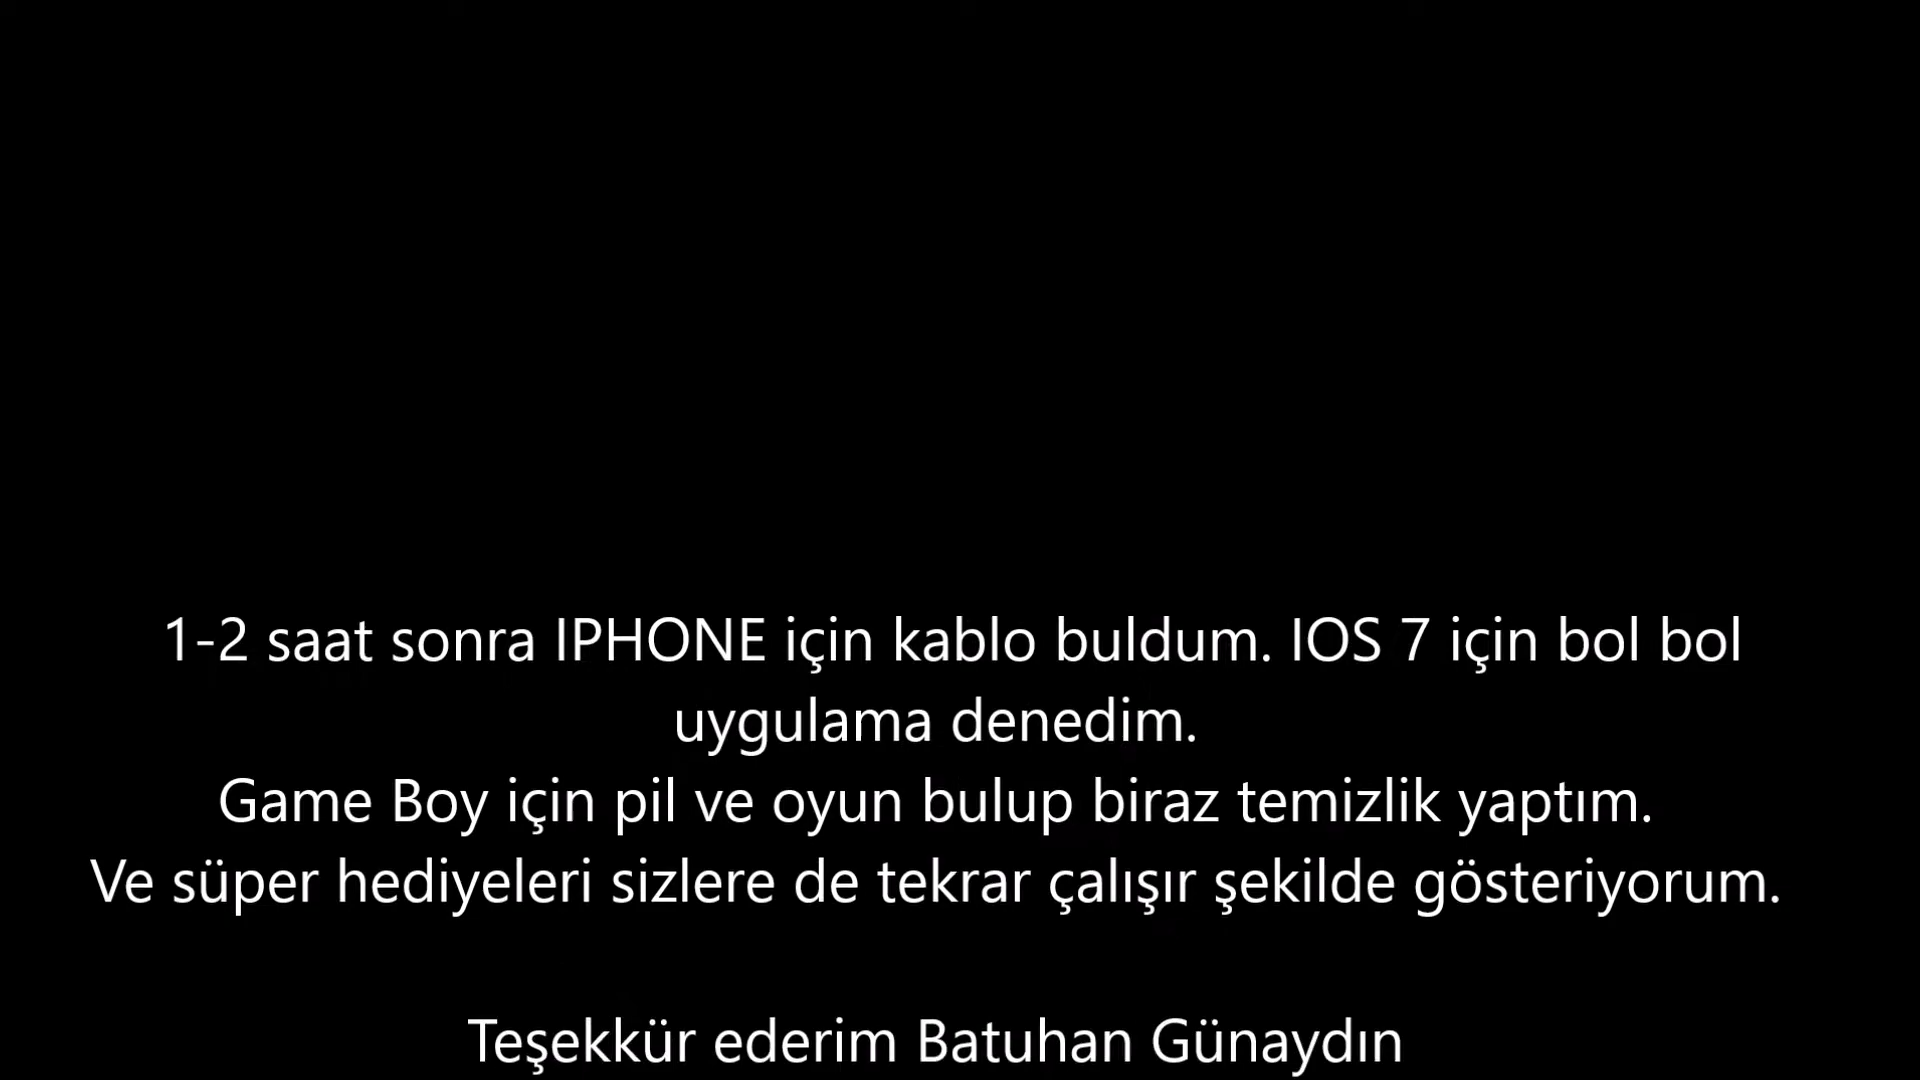 1-2 saat sonra IPHONE için kablo buldum. IOS 7 için bol bol
uygulama denedim.
Game Boy için pil ve oyun bulup biraz temizlik yaptım.
Ve süper hediyeleri sizlere de tekrar çalışır şekilde gösteriyorum.
Teşekkür ederim Batuhan Günaydın